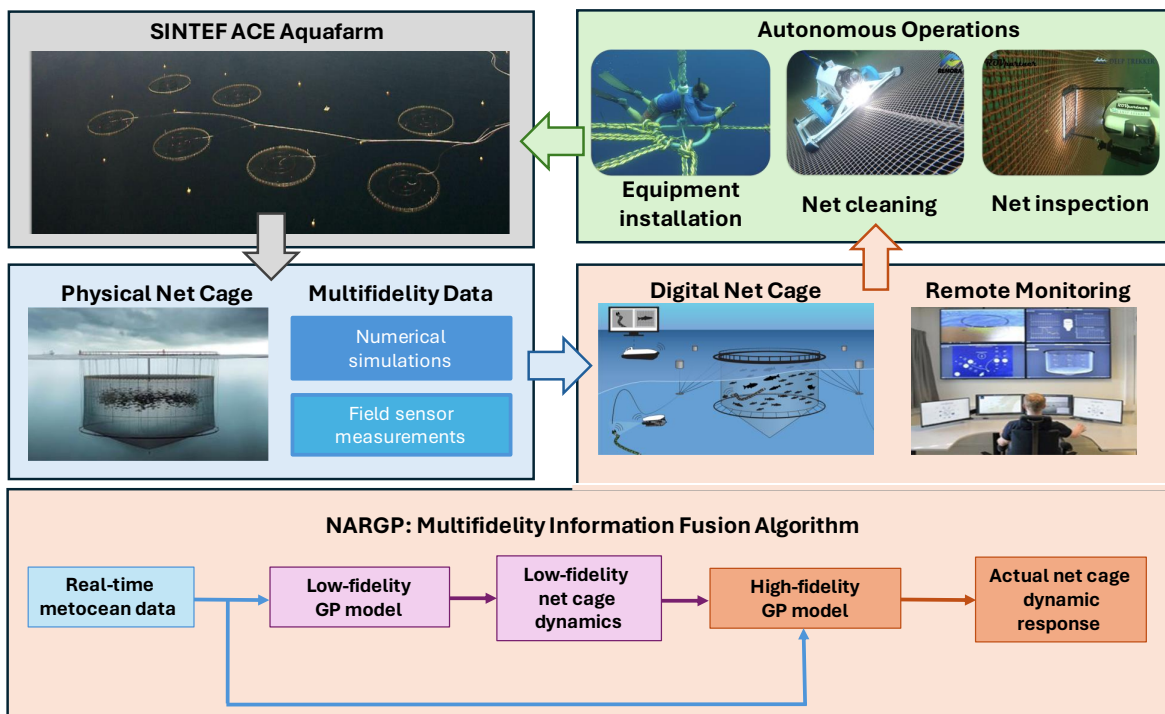 SINTEF ACE Aquafarm
Autonomous Operations
REMORA
Equipment
installation
Net cleaning
Net inspection
Physical Net Cage
Multifidelity Data
Numerical
simulations
Field sensor
measurements
Digital Net Cage
Remote Monitoring
NARGP: Multifidelity Information Fusion Algorithm
Real-time
metocean data
Low-fidelity
GP model
Low-fidelity
net cage
dynamics
High-fidelity
GP model
Actual net cage
dynamic
response